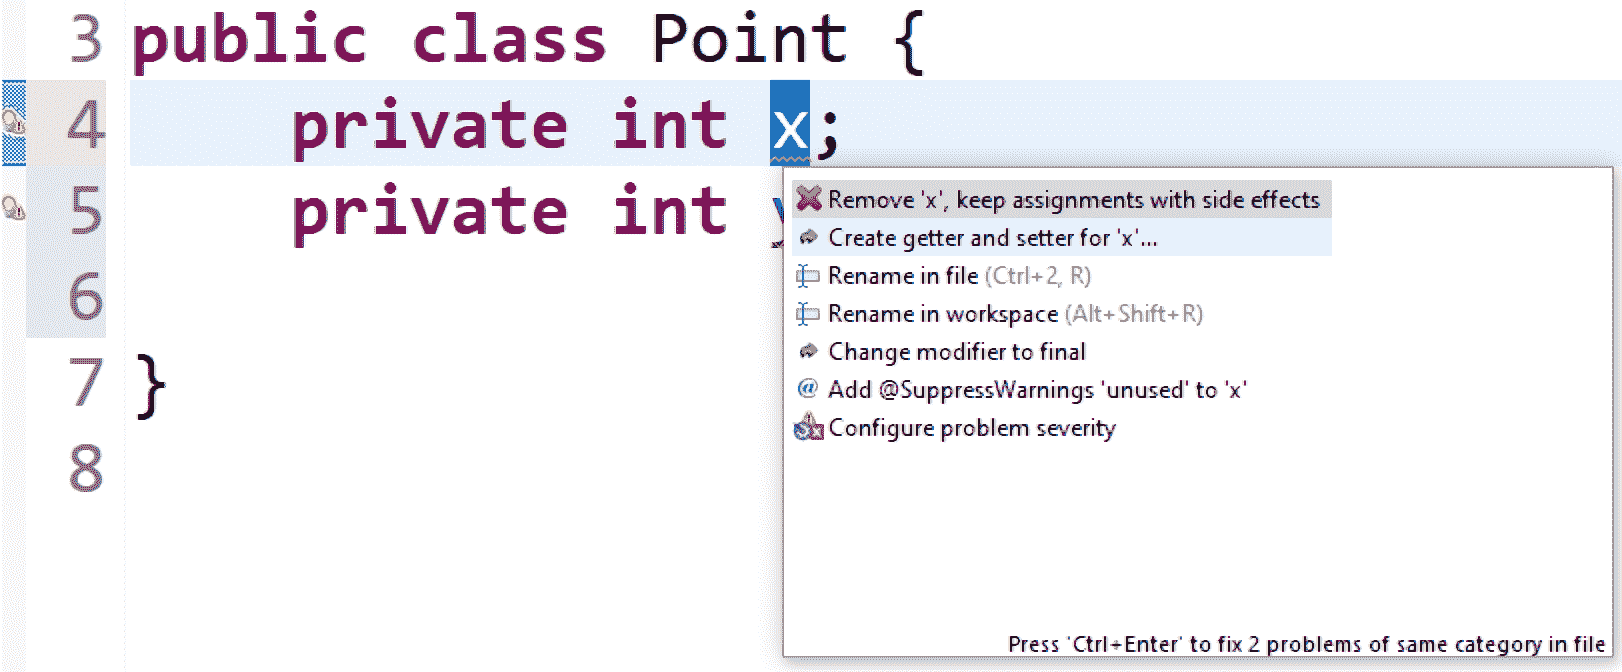 3 public class Point {
4 private int x;
5 private int
6
7 }
8
Remove 'x', keep assignments with side effects
Create getter and setter for 'x'...
Rename in file (Ctrl+2, R)
Rename in workspace (Alt+Shift+R)
Change modifier to final
Add @SuppressWarnings 'unused' to 'x'
Configure problem severity
Press 'Ctrl+Enter' to fix 2 problems of same category in file